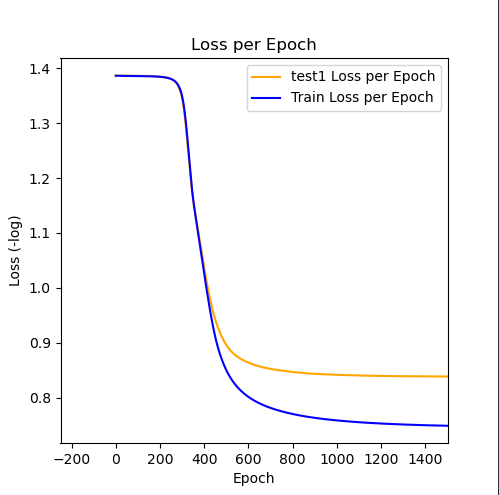 Loss per Epoch
test1 Loss per Epoch
Train Loss per Epoch
Loss (-log)
1.4
1.3
1.2
1.1
1.0
0.9
0.8
−200 0 200 400 600 800 1000 1200 1400
Epoch